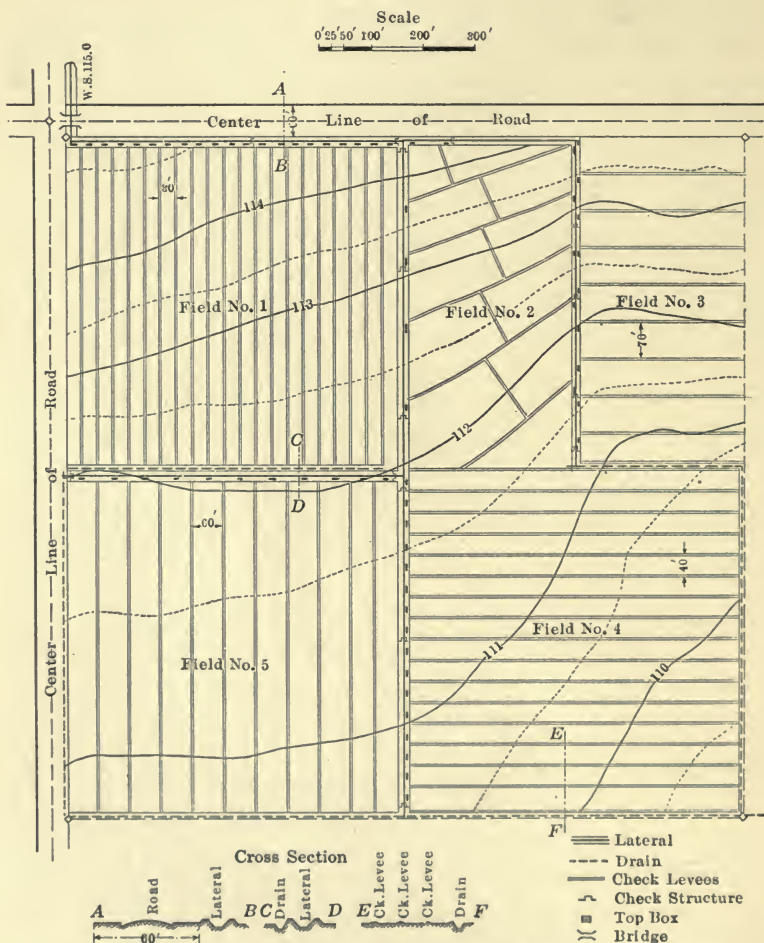 Scale
0' 25' 50' 100' 200' 300'
W.S.115.0
A
Center Line of Road
B
114
Field No. 1
113
Field No. 2
Field No. 3
70'
112
C
D
60'
Center Line of Road
40'
Field No. 4
Field No. 5
111
110
E
F
Cross Section
A
Road
Lateral
B
C
Drain
Lateral
D
E
Ck. Levee
Ck. Levee
Ck. Levee
Drain
F
60'
Lateral
Drain
Check Levees
Check Structure
Top Box
Bridge